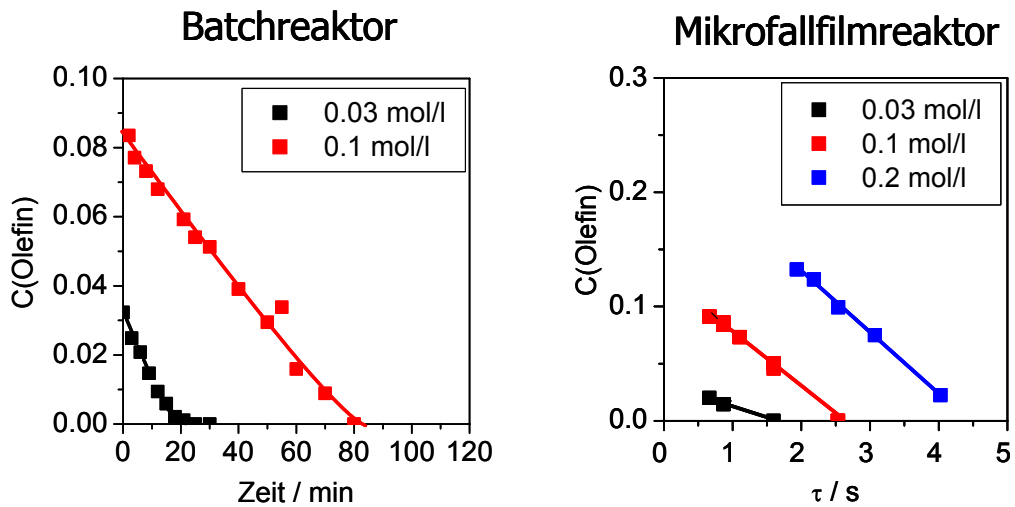 Batchreaktor
0.10
0.08
0.06
0.04
0.02
0.00
C(Olefin)
0.03 mol/l
0.1 mol/l
0 20 40 60 80 100 120
Zeit / min
Mikrofallfilmreaktor
0.3
0.2
0.1
0.0
C(Olefin)
0.03 mol/l
0.1 mol/l
0.2 mol/l
0 1 2 3 4 5
τ / s